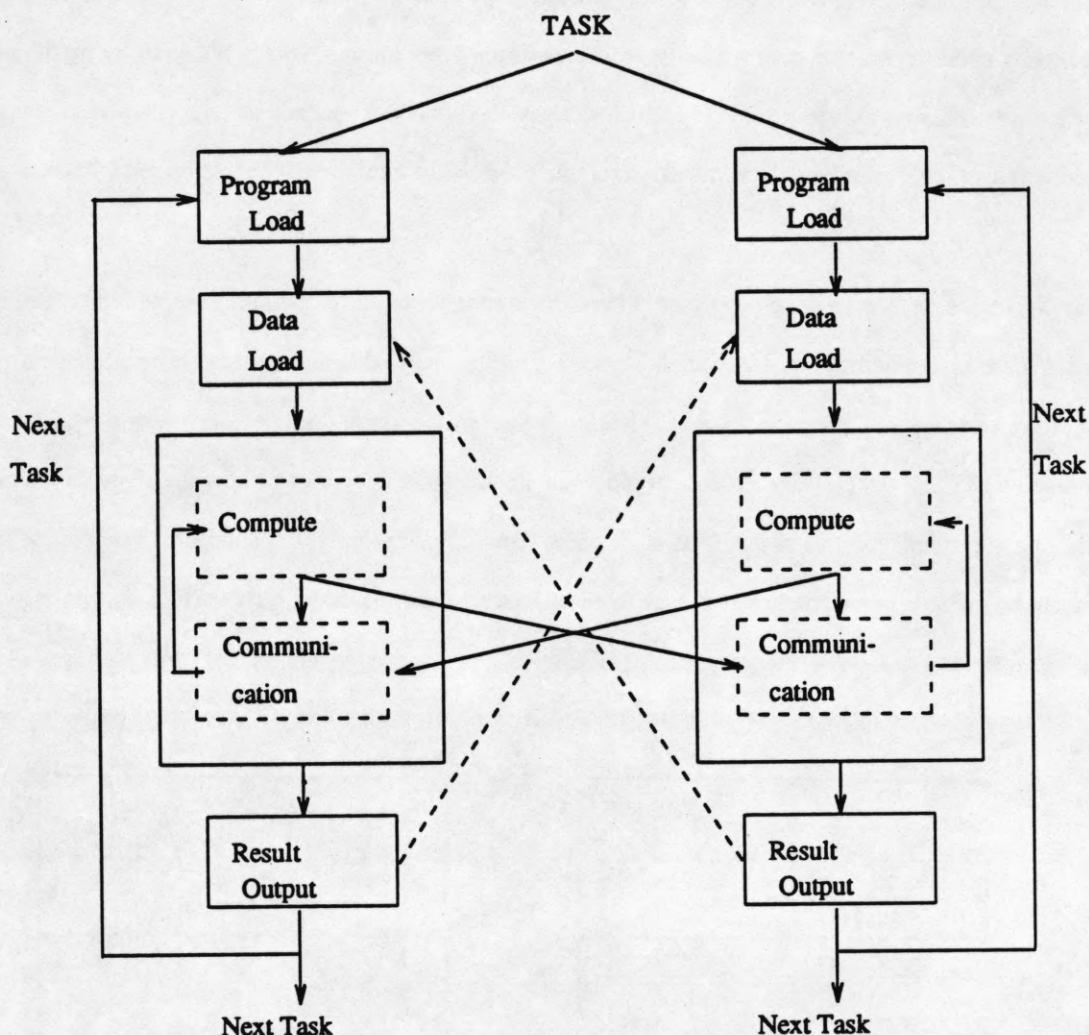 TASK
Program
Load
Program
Load
Data
Load
Data
Load
Next
Task
Next
Task
Compute
Communi-
cation
Compute
Communi-
cation
Result
Output
Result
Output
Next Task
Next Task